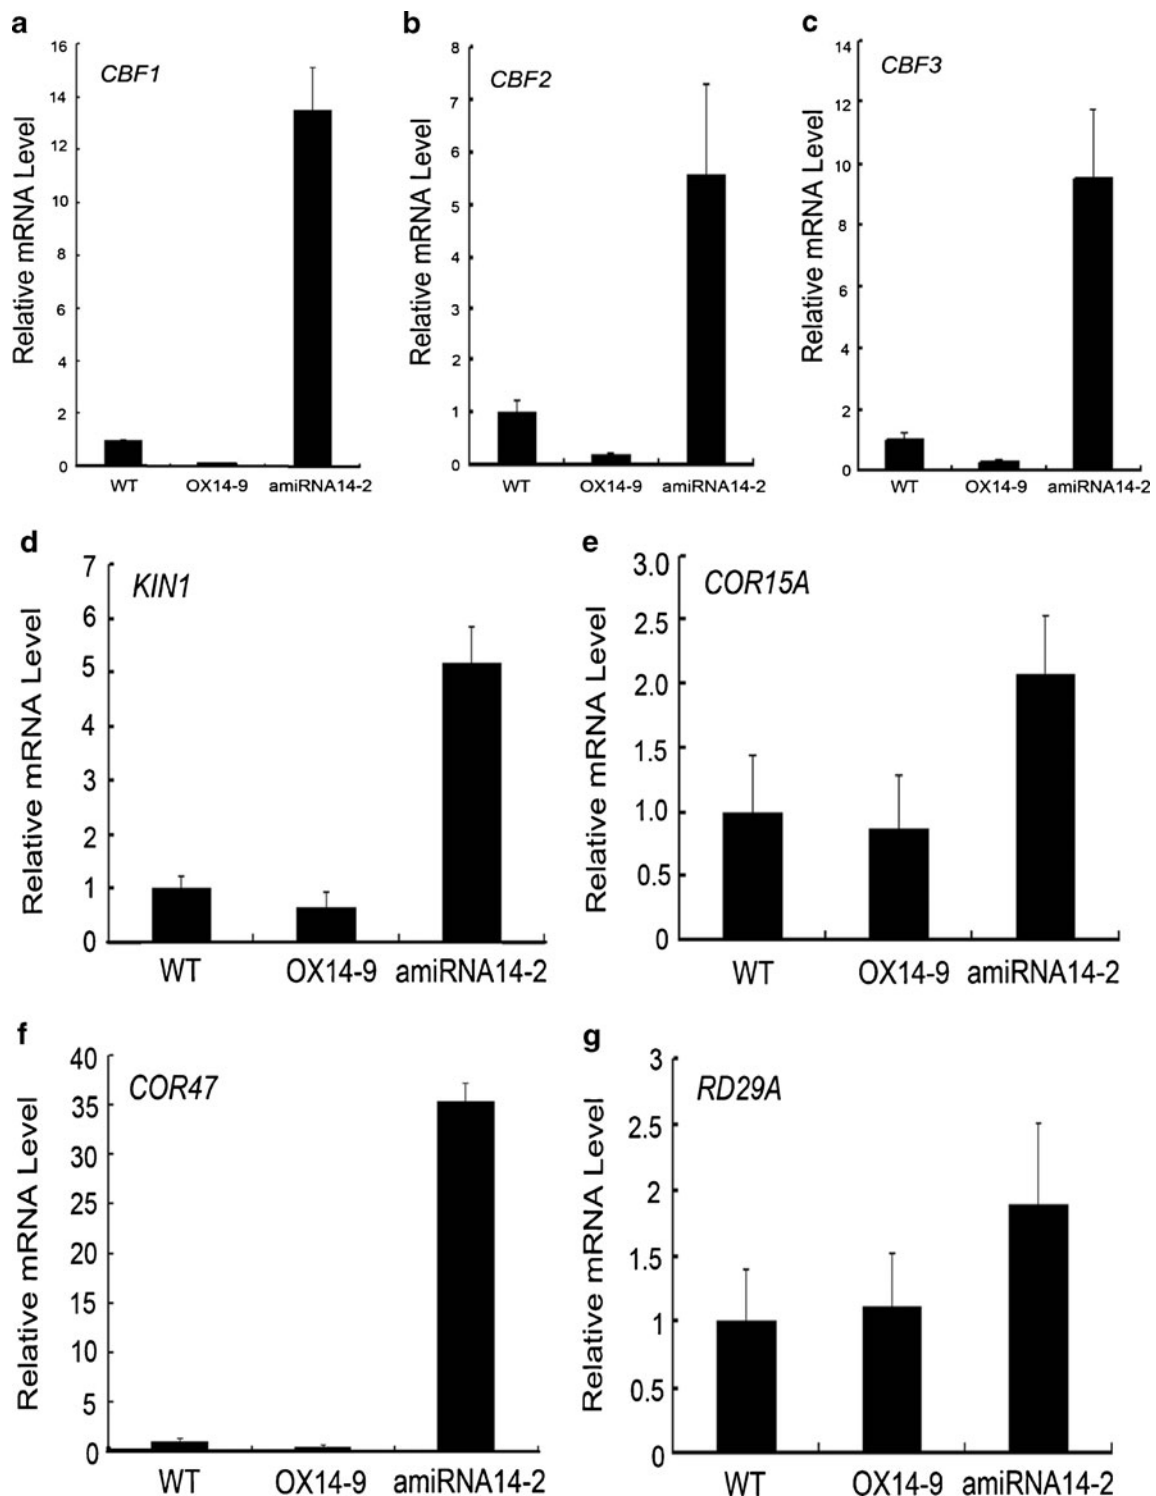 a
CBF1
Relative mRNA Level
16
14
12
10
8
6
4
2
0
WT OX14-9 amiRNA14-2
b
CBF2
Relative mRNA Level
8
7
6
5
4
3
2
1
0
WT OX14-9 amiRNA14-2
c
CBF3
Relative mRNA Level
14
12
10
8
6
4
2
0
WT OX14-9 amiRNA14-2
d
KIN1
Relative mRNA Level
7
6
5
4
3
2
1
0
WT OX14-9 amiRNA14-2
e
COR15A
Relative mRNA Level
3.0
2.5
2.0
1.5
1.0
0.5
0
WT OX14-9 amiRNA14-2
f
COR47
Relative mRNA Level
40
35
30
25
20
15
10
5
0
WT OX14-9 amiRNA14-2
g
RD29A
Relative mRNA Level
3
2.5
2
1.5
1
0.5
0
WT OX14-9 amiRNA14-2